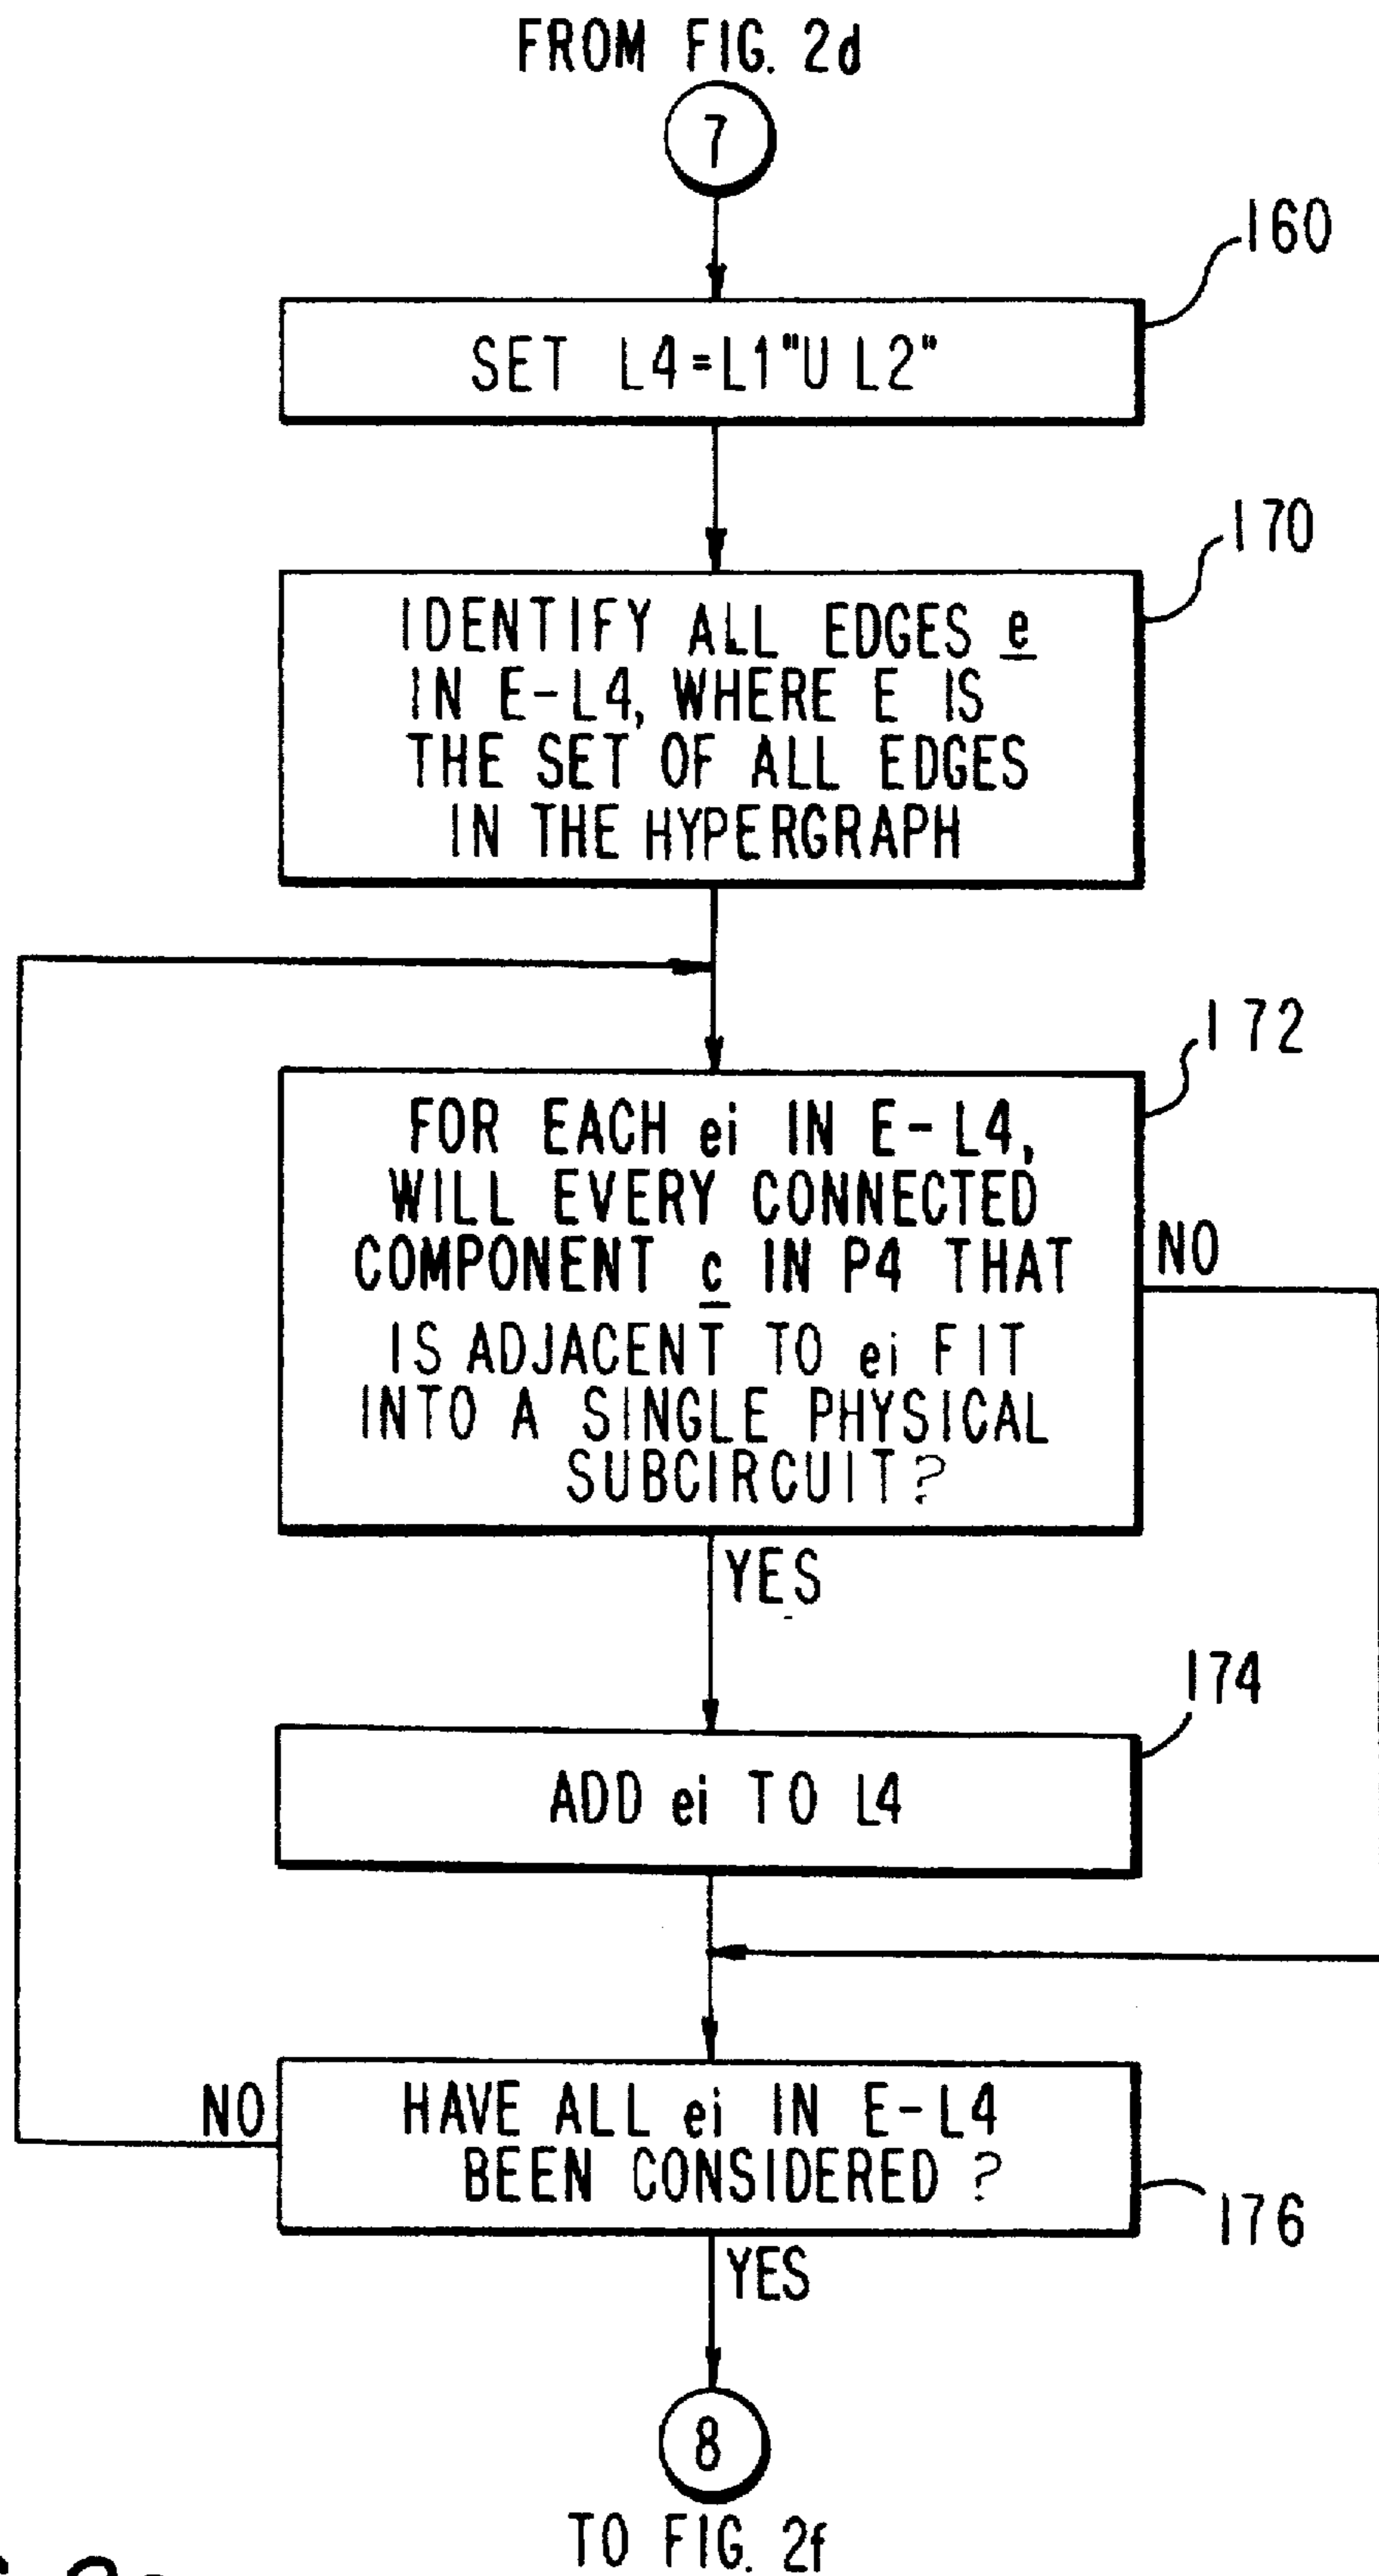 FROM FIG. 2d
7
160
SET L4=L1"U L2"
170
IDENTIFY ALL EDGES e
IN E-L4, WHERE E IS
THE SET OF ALL EDGES
IN THE HYPERGRAPH
172
FOR EACH ei IN E-L4,
WILL EVERY CONNECTED
COMPONENT c IN P4 THAT
IS ADJACENT TO ei FIT
INTO A SINGLE PHYSICAL
SUBCIRCUIT?
NO
YES
174
ADD ei TO L4
HAVE ALL ei IN E-L4
BEEN CONSIDERED ?
NO
176
YES
8
TO FIG. 2f